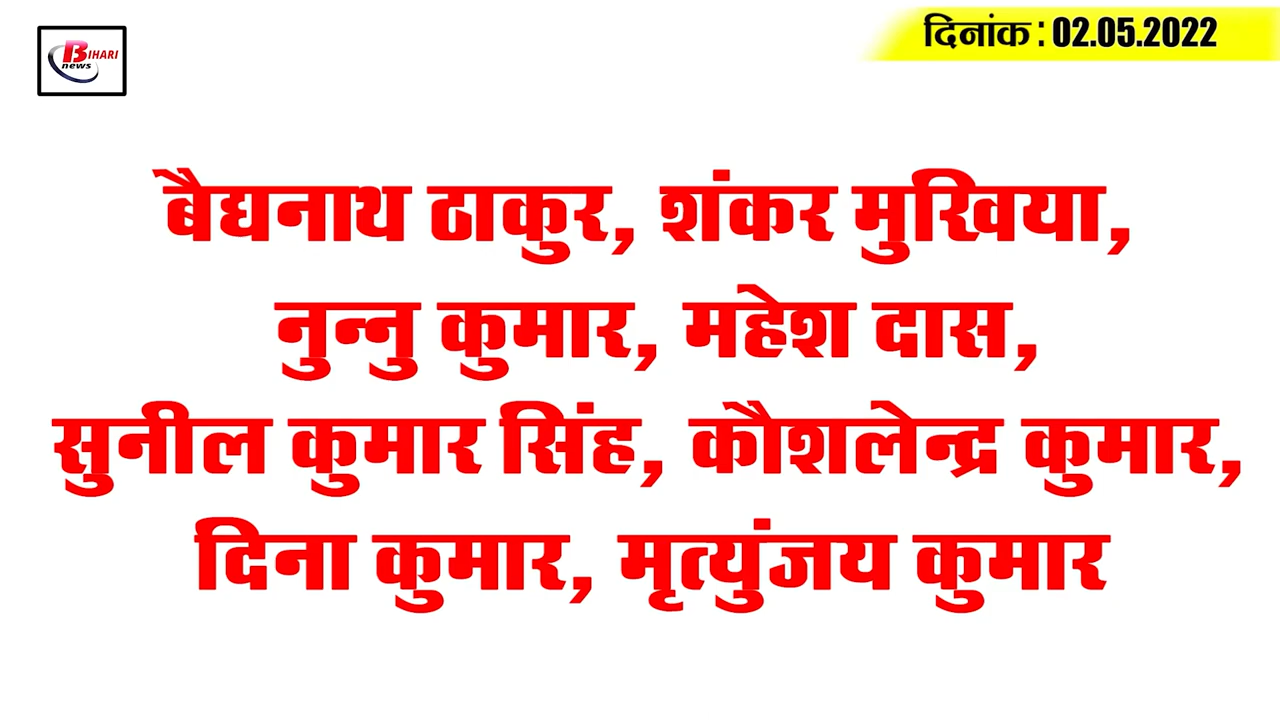 BIHARI
news
दिनांक : 02.05.2022
बैद्यनाथ ठाकुर, शंकर मुखिया,
नुन्नु कुमार, महेश दास,
सुनील कुमार सिंह, कौशलेन्द्र कुमार,
दिना कुमार, मृत्युंजय कुमार